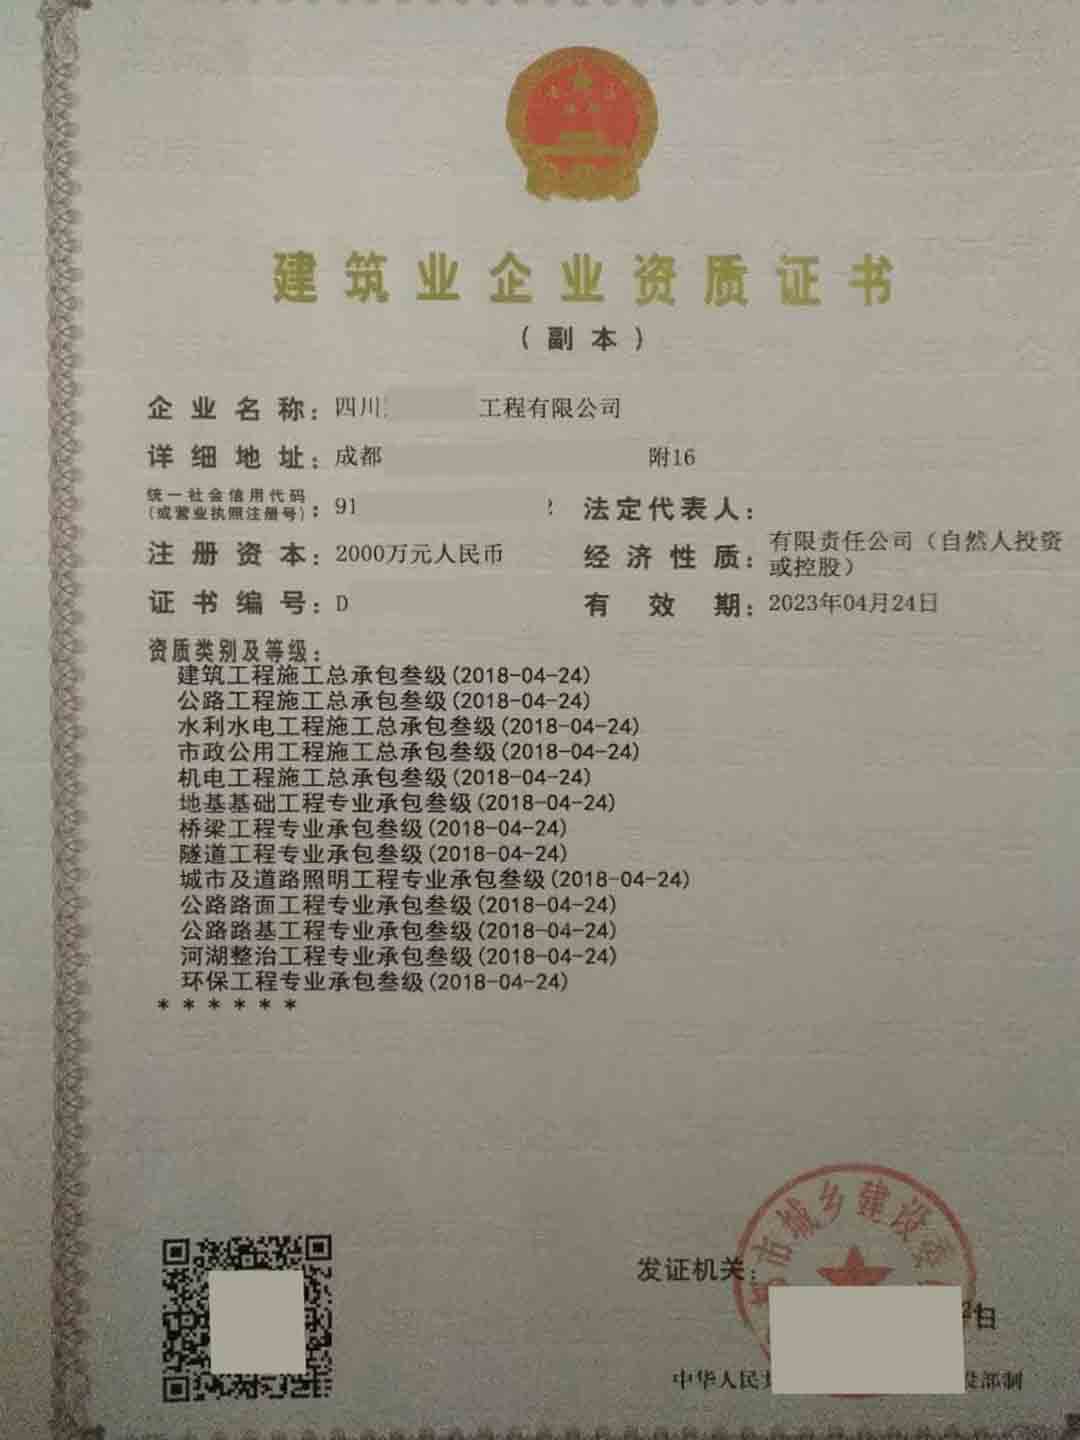 建筑业企业资质证书
（副本）
企业名称：四川 工程有限公司
详细地址：成都 附16
统一社会信用代码
(或营业执照注册号)：91 2 法定代表人：
注册资本：2000万元人民币 经济性质：有限责任公司（自然人投资
或控股）
证书编号：D 有效期：2023年04月24日
资质类别及等级：
建筑工程施工总承包叁级(2018-04-24)
公路工程施工总承包叁级(2018-04-24)
水利水电工程施工总承包叁级(2018-04-24)
市政公用工程施工总承包叁级(2018-04-24)
机电工程施工总承包叁级(2018-04-24)
地基基础工程专业承包叁级(2018-04-24)
桥梁工程专业承包叁级(2018-04-24)
隧道工程专业承包叁级(2018-04-24)
城市及道路照明工程专业承包叁级(2018-04-24)
公路路面工程专业承包叁级(2018-04-24)
公路路基工程专业承包叁级(2018-04-24)
河湖整治工程专业承包叁级(2018-04-24)
环保工程专业承包叁级(2018-04-24)
******
市城乡建设委
发证机关：
24日
中华人民 设部制